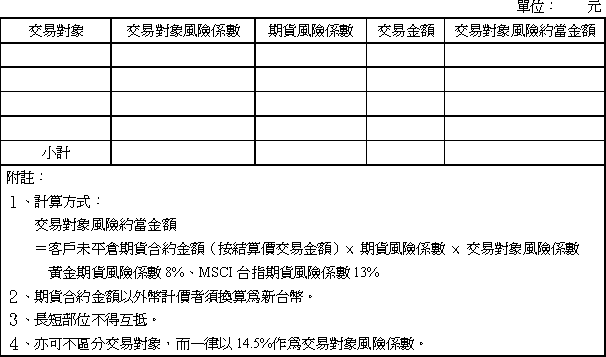 單位： 元
交易對象 交易對象風險係數 期貨風險係數 交易金額 交易對象風險約當金額
小計
附註：
１、計算方式：
交易對象風險約當金額
＝客戶未平倉期貨合約金額（按結算價交易金額）× 期貨風險係數 × 交易對象風險係數
黃金期貨風險係數 8%、MSCI 台指期貨風險係數 13%
２、期貨合約金額以外幣計價者須換算為新台幣。
３、長短部位不得互抵。
４、亦可不區分交易對象，而一律以 14.5%作為交易對象風險係數。